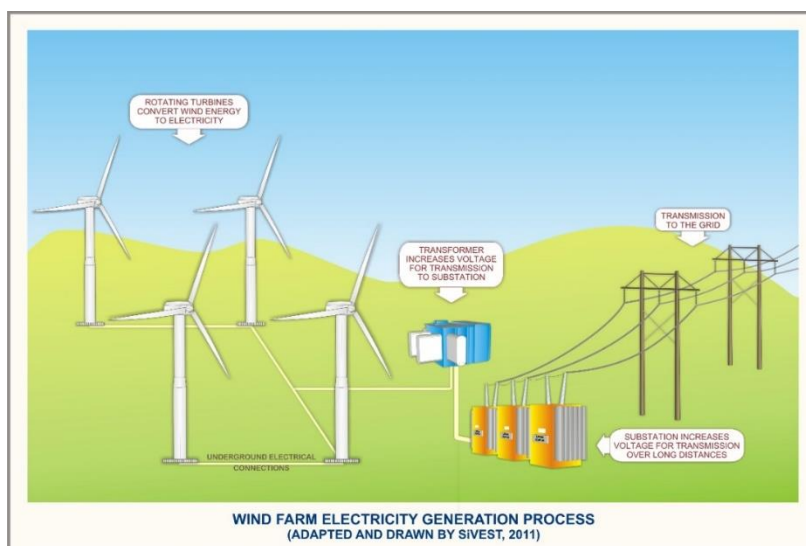 ROTATING TURBINES
CONVERT WIND ENERGY
TO ELECTRICITY
TRANSMISSION
TO THE GRID
TRANSFORMER
INCREASES VOLTAGE
FOR TRANSMISSION
TO SUBSTATION
SUBSTATION INCREASES
VOLTAGE FOR TRANSMISSION
OVER LONG DISTANCES
UNDERGROUND ELECTRICAL
CONNECTIONS
WIND FARM ELECTRICITY GENERATION PROCESS
(ADAPTED AND DRAWN BY SiVEST, 2011)